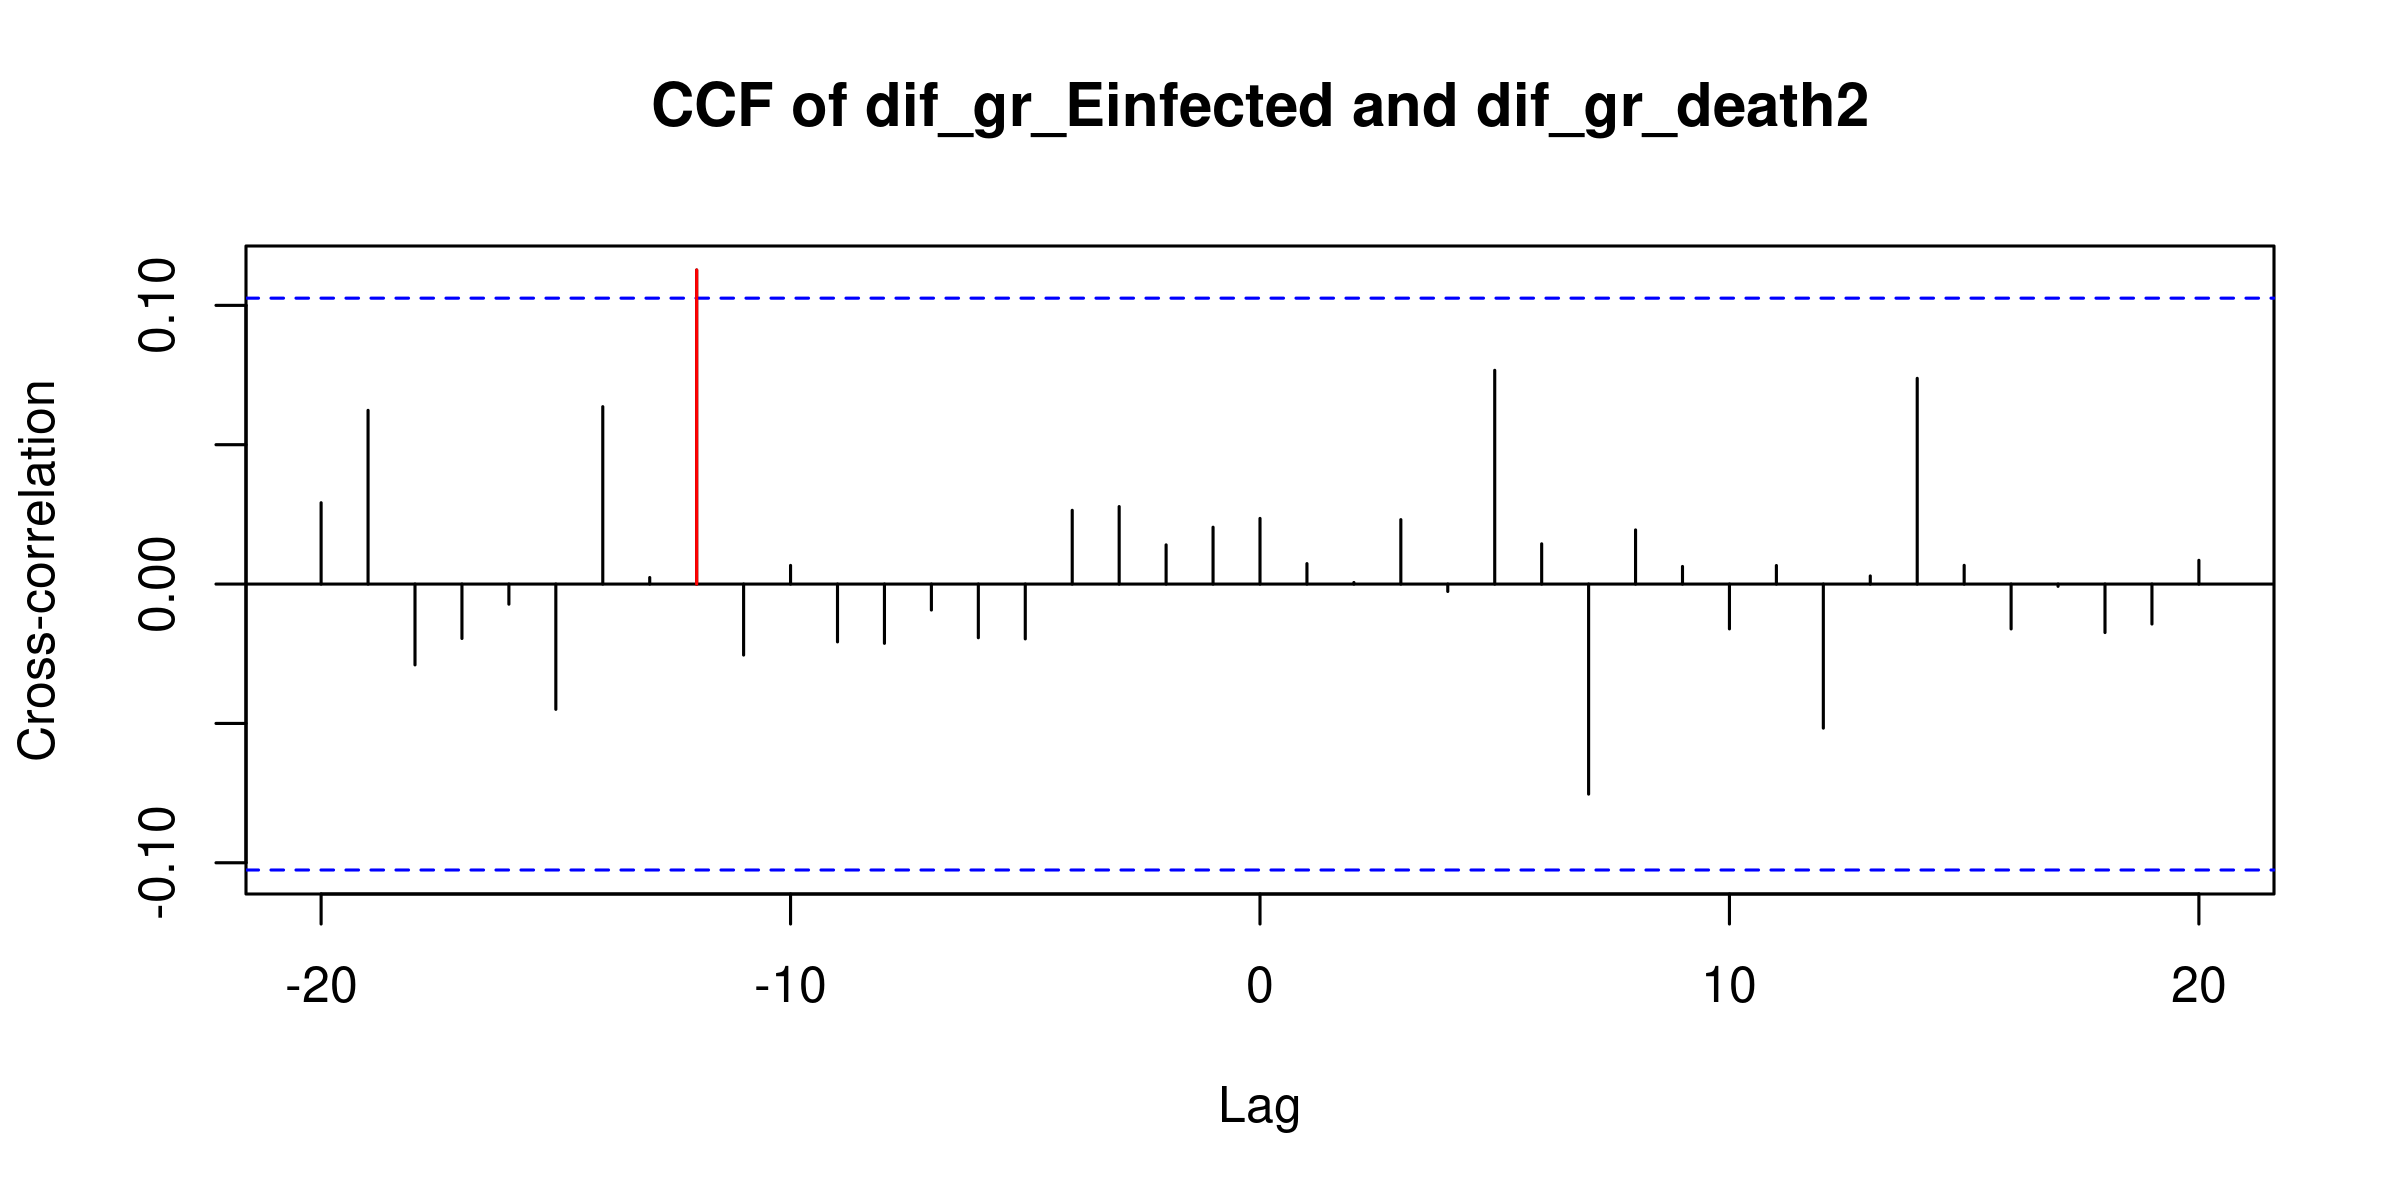 CCF of dif_gr_Einfected and dif_gr_death2
Cross-correlation
0.10
0.00
-0.10
-20 -10 0 10 20
Lag